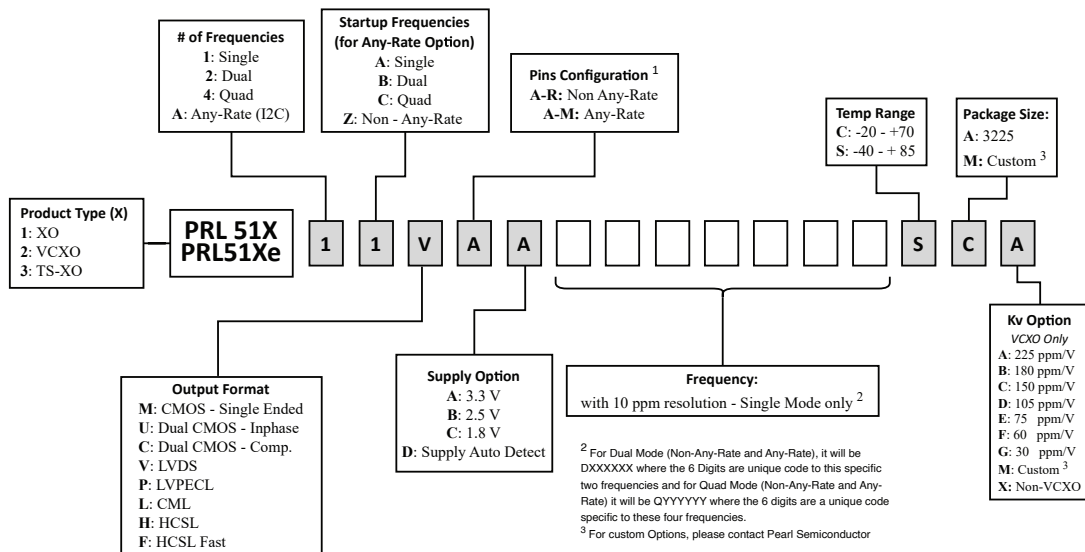 # of Frequencies
1: Single
2: Dual
4: Quad
A: Any-Rate (I2C)
Startup Frequencies
(for Any-Rate Option)
A: Single
B: Dual
C: Quad
Z: Non - Any-Rate
Pins Configuration 1
A-R: Non Any-Rate
A-M: Any-Rate
Temp Range
C: -20 - +70
S: -40 - + 85
Package Size:
A: 3225
M: Custom 3
Product Type (X)
1: XO
2: VCXO
3: TS-XO
PRL 51X
PRL51Xe
1 1 V A A S C A
Output Format
M: CMOS - Single Ended
U: Dual CMOS - Inphase
C: Dual CMOS - Comp.
V: LVDS
P: LVPECL
L: CML
H: HCSL
F: HCSL Fast
Supply Option
A: 3.3 V
B: 2.5 V
C: 1.8 V
D: Supply Auto Detect
Frequency:
with 10 ppm resolution - Single Mode only 2
2 For Dual Mode (Non-Any-Rate and Any-Rate), it will be
DXXXXXX where the 6 Digits are unique code to this specific
two frequencies and for Quad Mode (Non-Any-Rate and Any-
Rate) it will be QYYYYYY where the 6 digits are a unique code
specific to these four frequencies.
3 For custom Options, please contact Pearl Semiconductor
Kv Option
VCXO Only
A: 225 ppm/V
B: 180 ppm/V
C: 150 ppm/V
D: 105 ppm/V
E: 75 ppm/V
F: 60 ppm/V
G: 30 ppm/V
M: Custom 3
X: Non-VCXO